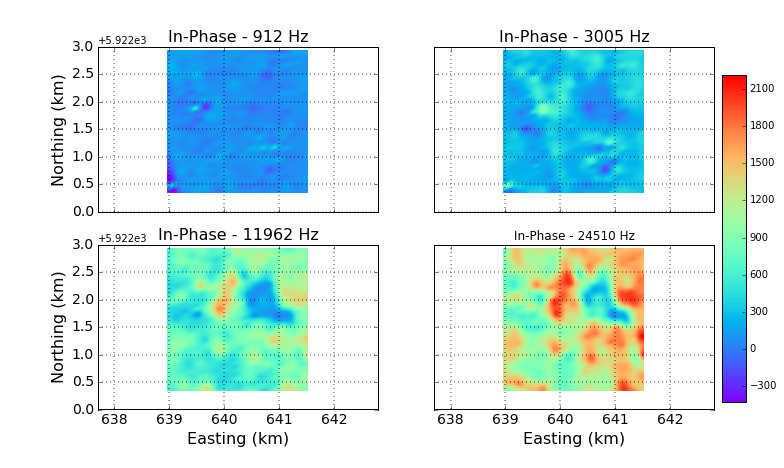 In-Phase - 912 Hz
In-Phase - 3005 Hz
+5.922e3
3.0
2.5
2.0
1.5
1.0
0.5
0.0
Northing (km)
2100
1800
1500
1200
900
600
300
0
−300
In-Phase - 11962 Hz
In-Phase - 24510 Hz
+5.922e3
3.0
2.5
2.0
1.5
1.0
0.5
0.0
Northing (km)
638 639 640 641 642
638 639 640 641 642
Easting (km)
Easting (km)